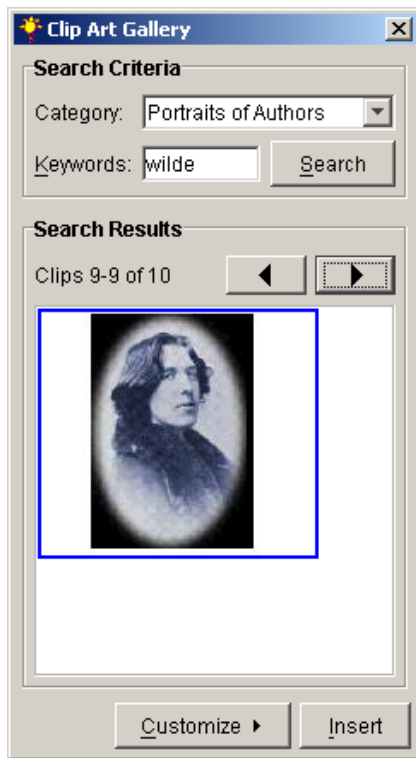 Clip Art Gallery
Search Criteria
Category: Portraits of Authors
Keywords: wilde Search
Search Results
Clips 9-9 of 10
Customize Insert